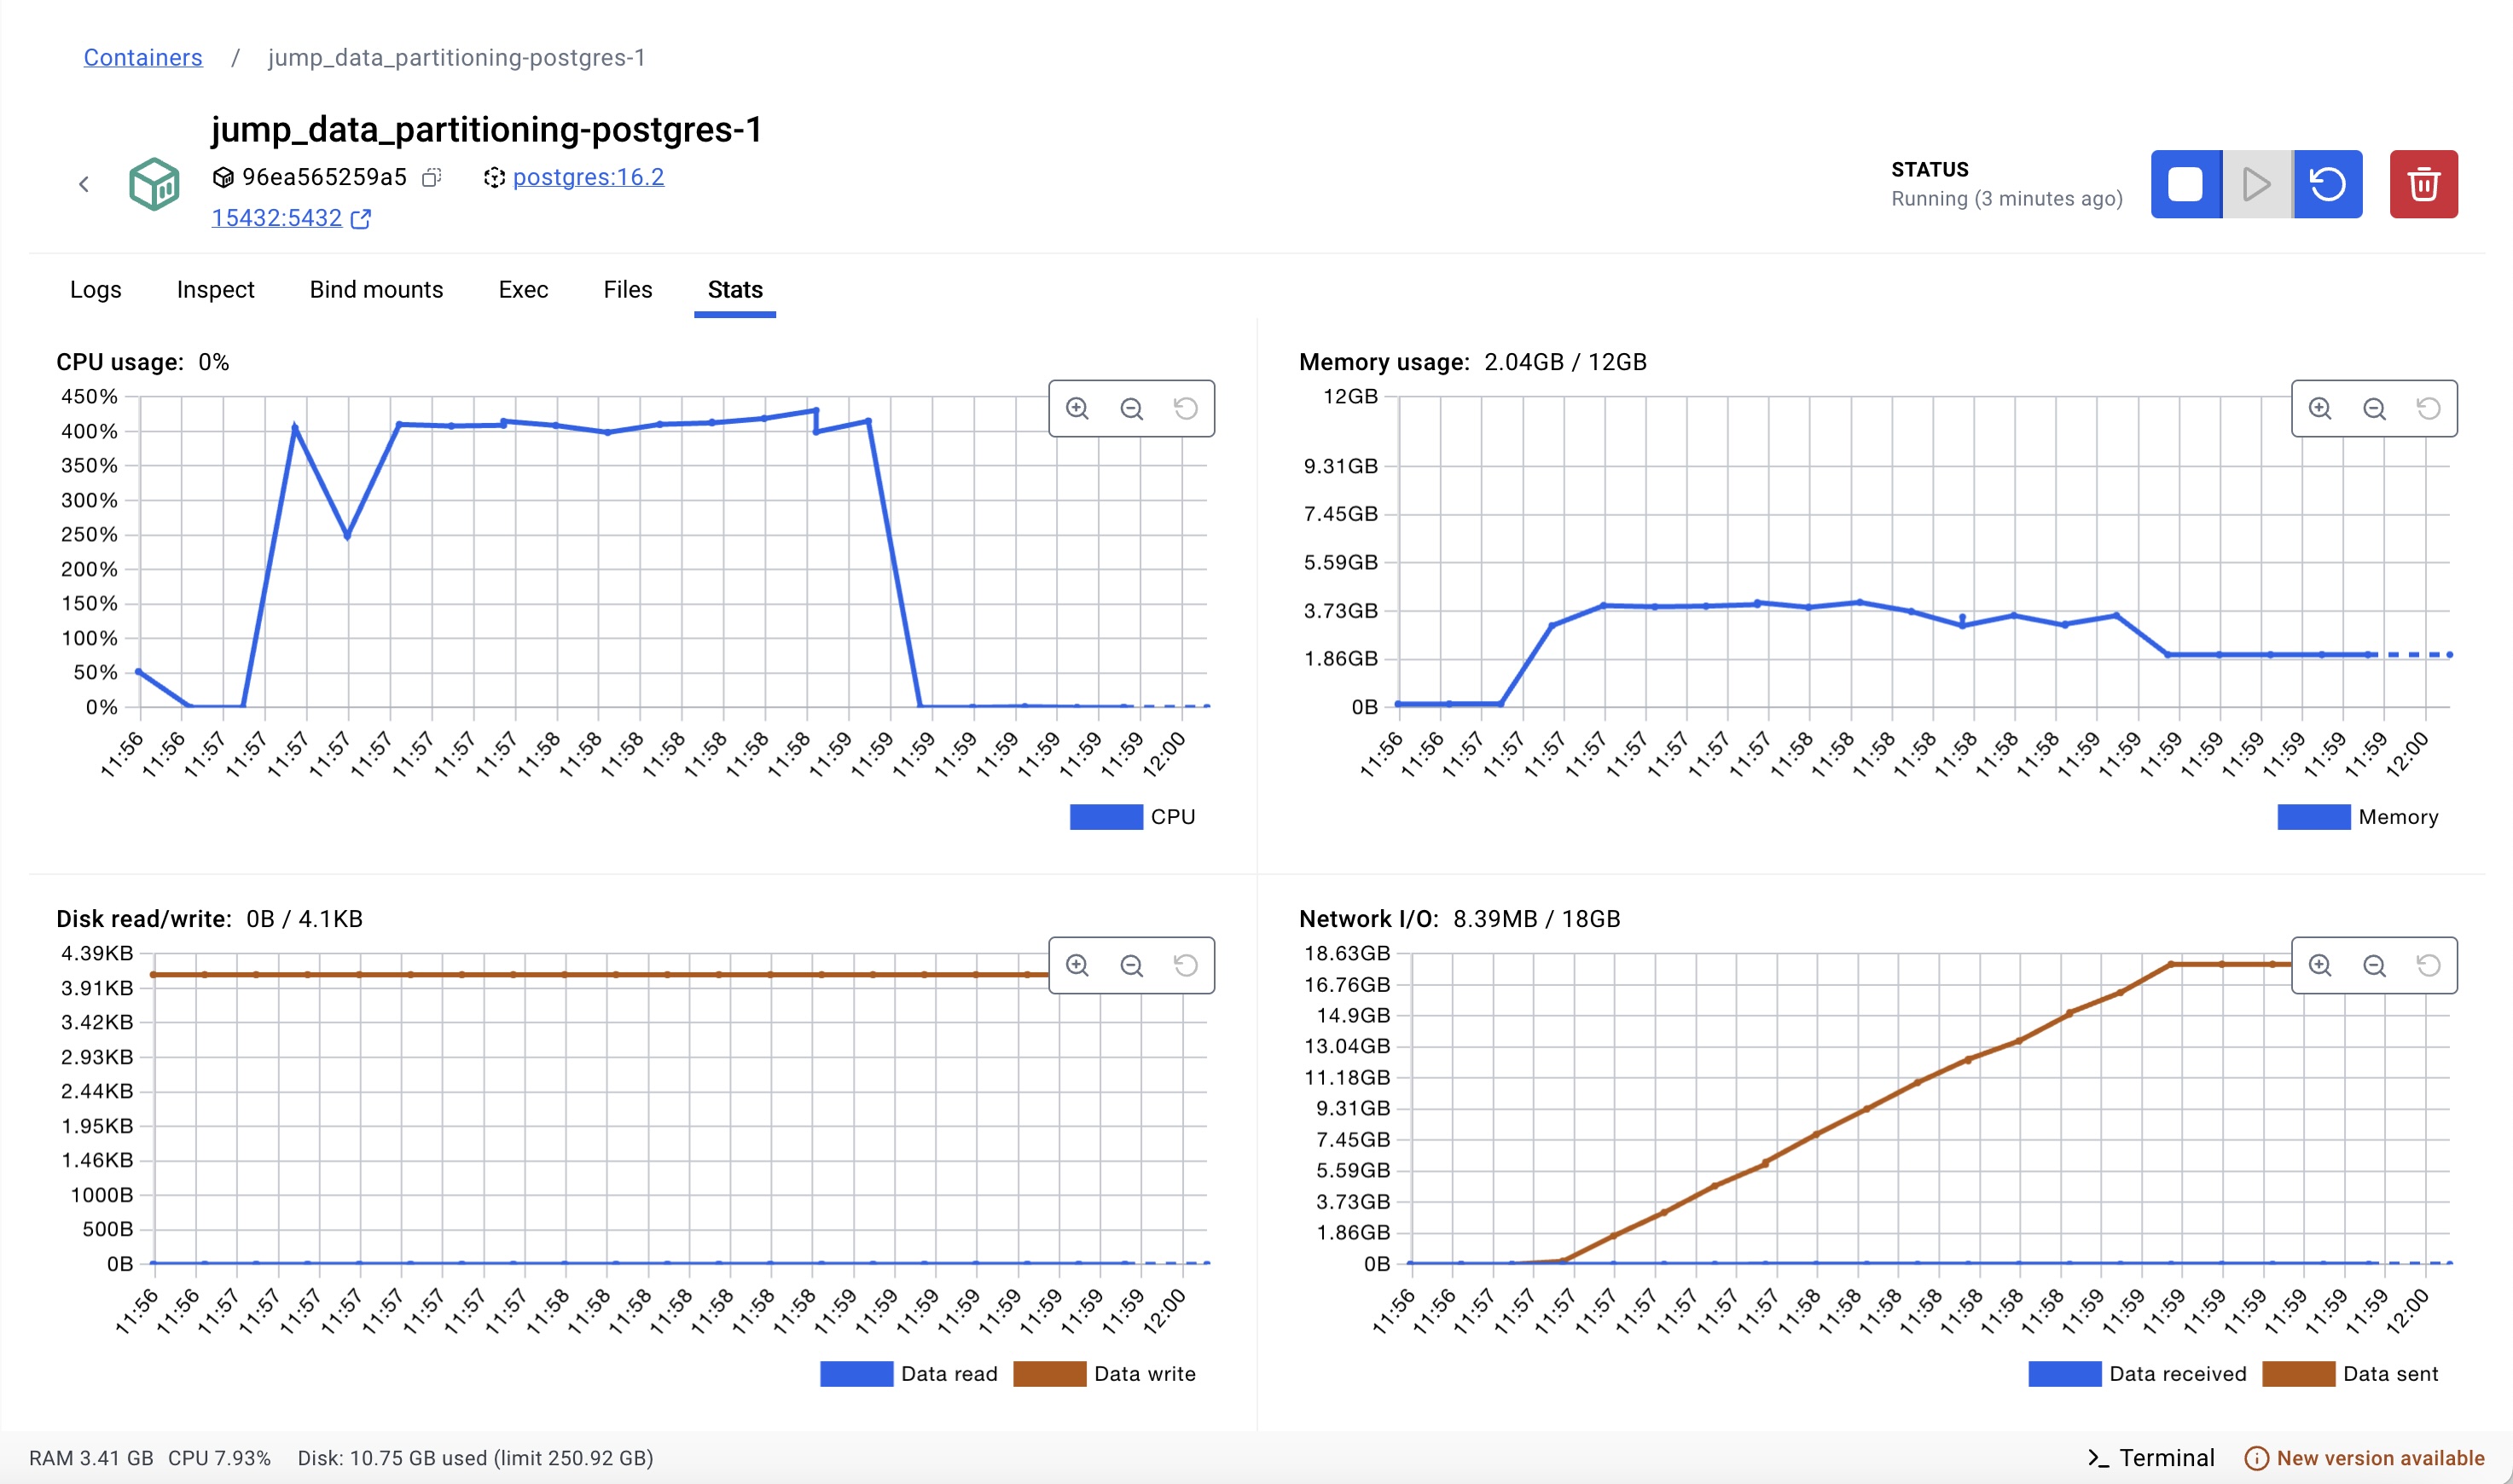 Containers / jump_data_partitioning-postgres-1
jump_data_partitioning-postgres-1
96ea565259a5 postgres:16.2
15432:5432
STATUS
Running (3 minutes ago)
Logs Inspect Bind mounts Exec Files Stats
CPU usage: 0%
450%
400%
350%
300%
250%
200%
150%
100%
50%
0%
11:56 11:56 11:57 11:57 11:57 11:57 11:57 11:57 11:57 11:57 11:58 11:58 11:58 11:58 11:58 11:58 11:58 11:59 11:59 11:59 11:59 11:59 11:59 11:59 11:59 12:00
CPU
Memory usage: 2.04GB / 12GB
12GB
9.31GB
7.45GB
5.59GB
3.73GB
1.86GB
0B
11:56 11:56 11:57 11:57 11:57 11:57 11:57 11:57 11:57 11:57 11:58 11:58 11:58 11:58 11:58 11:58 11:58 11:59 11:59 11:59 11:59 11:59 11:59 11:59 11:59 12:00
Memory
Disk read/write: 0B / 4.1KB
4.39KB
3.91KB
3.42KB
2.93KB
2.44KB
1.95KB
1.46KB
1000B
500B
0B
11:56 11:56 11:57 11:57 11:57 11:57 11:57 11:57 11:57 11:57 11:58 11:58 11:58 11:58 11:58 11:58 11:58 11:59 11:59 11:59 11:59 11:59 11:59 11:59 11:59 12:00
Data read Data write
Network I/O: 8.39MB / 18GB
18.63GB
16.76GB
14.9GB
13.04GB
11.18GB
9.31GB
7.45GB
5.59GB
3.73GB
1.86GB
0B
11:56 11:56 11:57 11:57 11:57 11:57 11:57 11:57 11:57 11:57 11:58 11:58 11:58 11:58 11:58 11:58 11:58 11:59 11:59 11:59 11:59 11:59 11:59 11:59 11:59 12:00
Data received Data sent
RAM 3.41 GB CPU 7.93% Disk: 10.75 GB used (limit 250.92 GB) >_ Terminal New version available